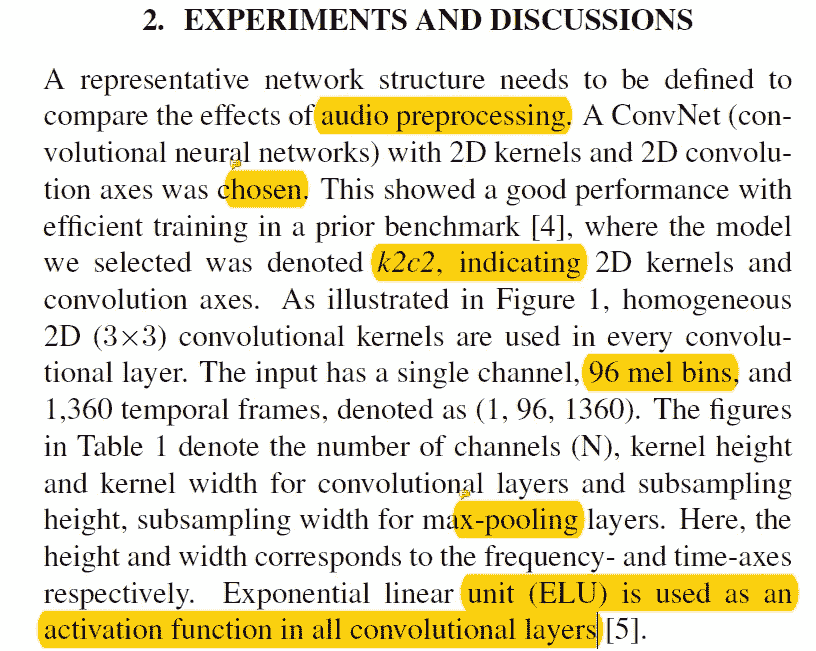 2. EXPERIMENTS AND DISCUSSIONS
A representative network structure needs to be defined to
compare the effects of audio preprocessing. A ConvNet (con-
volutional neural networks) with 2D kernels and 2D convolu-
tion axes was chosen. This showed a good performance with
efficient training in a prior benchmark [4], where the model
we selected was denoted k2c2, indicating 2D kernels and
convolution axes. As illustrated in Figure 1, homogeneous
2D (3×3) convolutional kernels are used in every convolu-
tional layer. The input has a single channel, 96 mel bins, and
1,360 temporal frames, denoted as (1, 96, 1360). The figures
in Table 1 denote the number of channels (N), kernel height
and kernel width for convolutional layers and subsampling
height, subsampling width for max-pooling layers. Here, the
height and width corresponds to the frequency- and time-axes
respectively. Exponential linear unit (ELU) is used as an
activation function in all convolutional layers [5].